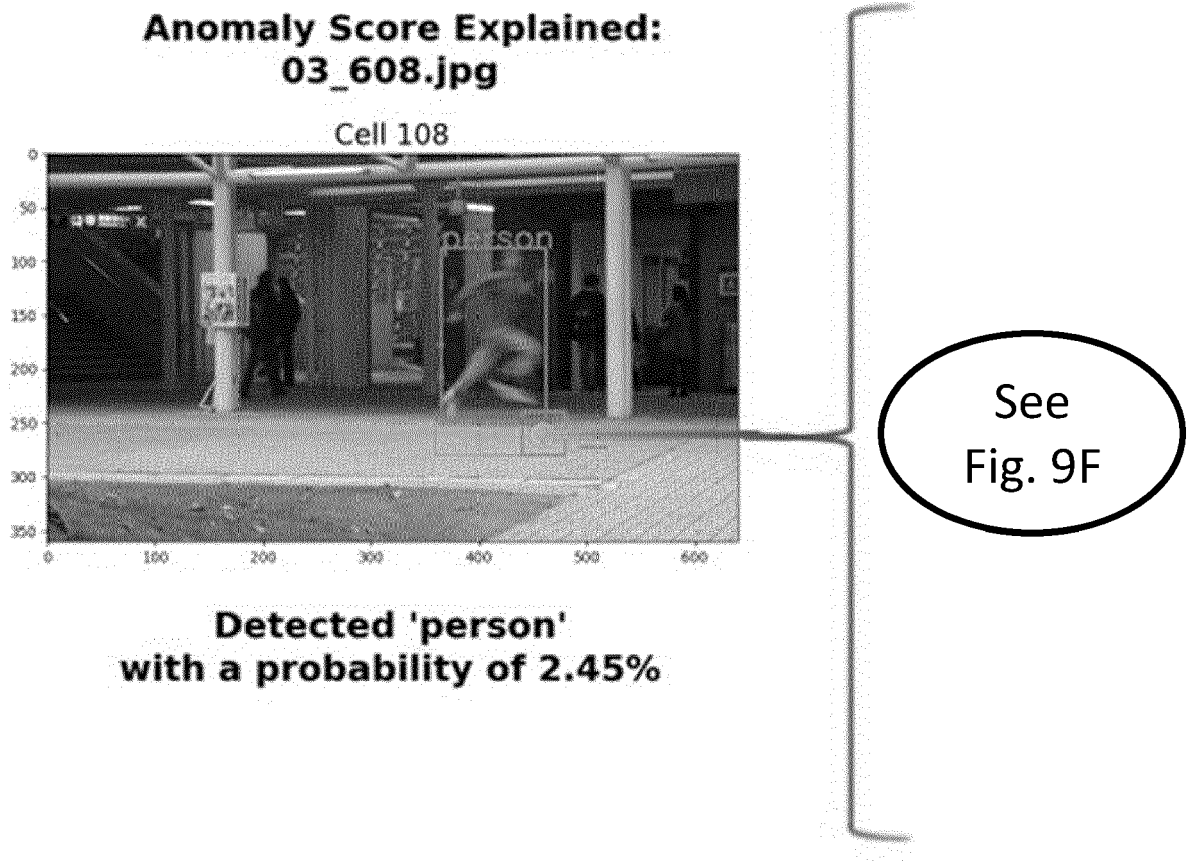 Anomaly Score Explained:
03_608.jpg
Cell 108
0
50
100
150
200
250
300
350
person
0
100
200
300
400
500
600
See
Fig. 9F
Detected 'person'
with a probability of 2.45%